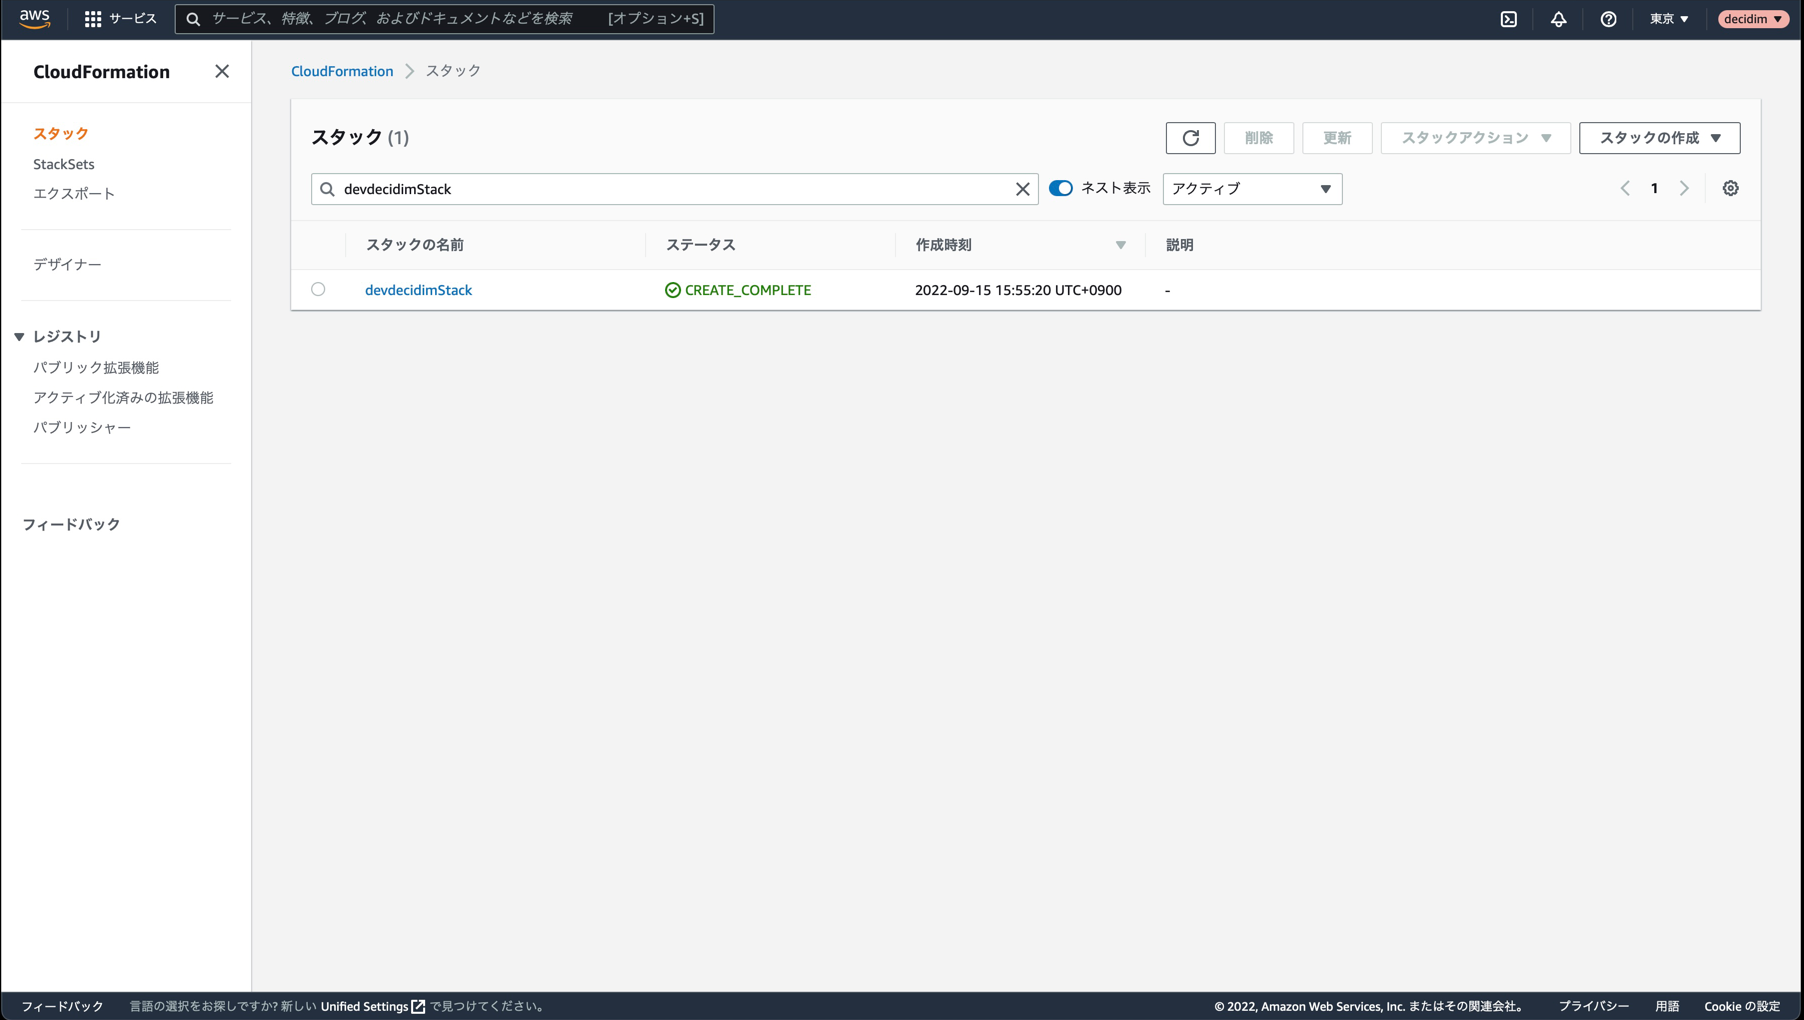 aws
サービス
サービス、特徴、ブログ、およびドキュメントなどを検索 [オプション+S]
東京 ▼
decidim ▼
CloudFormation
スタック
StackSets
エクスポート
デザイナー
▼ レジストリ
パブリック拡張機能
アクティブ化済みの拡張機能
パブリッシャー
フィードバック
CloudFormation > スタック
スタック (1)
削除
更新
スタックアクション ▼
スタックの作成 ▼
devdecidimStack
ネスト表示
アクティブ ▼
< 1 >
スタックの名前 ステータス 作成時刻 ▼ 説明
devdecidimStack CREATE_COMPLETE 2022-09-15 15:55:20 UTC+0900 -
フィードバック 言語の選択をお探しですか? 新しい Unified Settings で見つけてください。 © 2022, Amazon Web Services, Inc. またはその関連会社。 プライバシー 用語 Cookie の設定